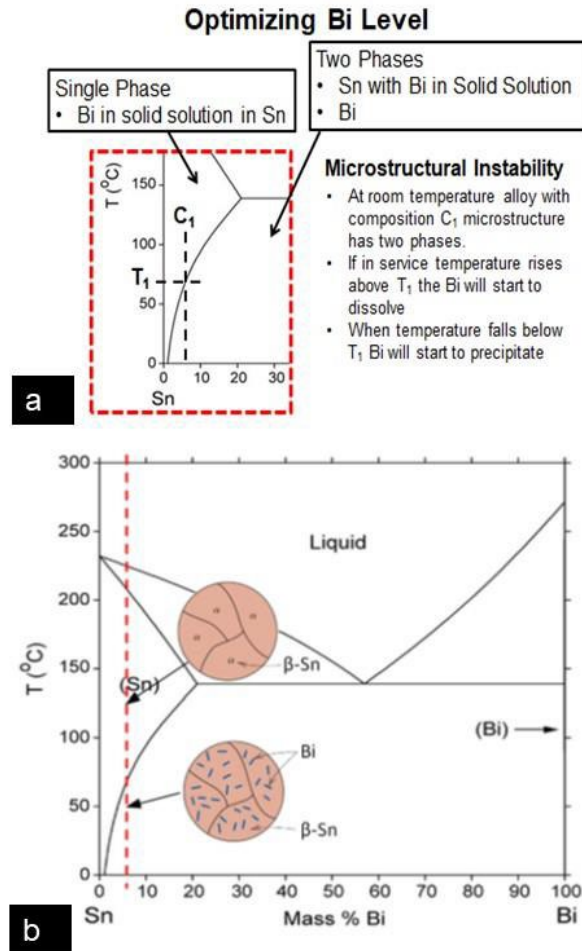 Optimizing Bi Level
Single Phase
• Bi in solid solution in Sn
Two Phases
• Sn with Bi in Solid Solution
• Bi
T (°C)
150
100
50
0
C1
T1
0 10 20 30
Sn
Microstructural Instability
• At room temperature alloy with
composition C1 microstructure
has two phases.
• If in service temperature rises
above T1 the Bi will start to
dissolve
• When temperature falls below
T1 Bi will start to precipitate
a
300
250
200
150
100
50
0
T (°C)
Liquid
α
α
α
β-Sn
(Sn)
(Bi)
Bi
β-Sn
0 10 20 30 40 50 60 70 80 90 100
Sn Mass % Bi Bi
b